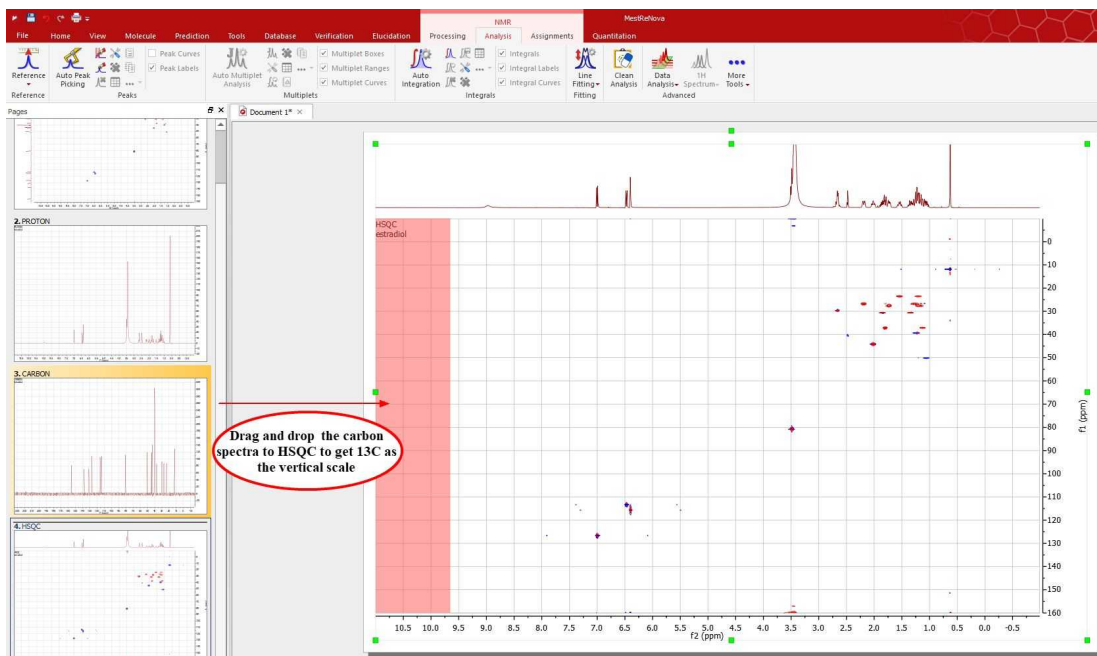 NMR
MestReNova
File Home View Molecule Prediction Tools Database Verification Elucidation Processing Analysis Assignments Quantitation
Reference
Auto Peak Picking
Peak Curves
Peak Labels
Auto Multiplet Analysis
Multiplet Boxes
Multiplet Ranges
Multiplet Curves
Auto Integration
Integrals
Integral Labels
Integral Curves
Line Fitting
Clean Analysis
Data Analysis
1H Spectrum
More Tools
Reference Peaks Multiplets Integrals Fitting Advanced
Pages
Document 1*
2. PROTON
3. CARBON
4. HSQC
Drag and drop the carbon
spectra to HSQC to get 13C as
the vertical scale
HSQC
estradiol
-0
-10
-20
-30
-40
-50
-60
-70
-80
-90
-100
-110
-120
-130
-140
-150
-160
f1 (ppm)
10.5 10.0 9.5 9.0 8.5 8.0 7.5 7.0 6.5 6.0 5.5 5.0 4.5 4.0 3.5 3.0 2.5 2.0 1.5 1.0 0.5 0.0 -0.5
f2 (ppm)